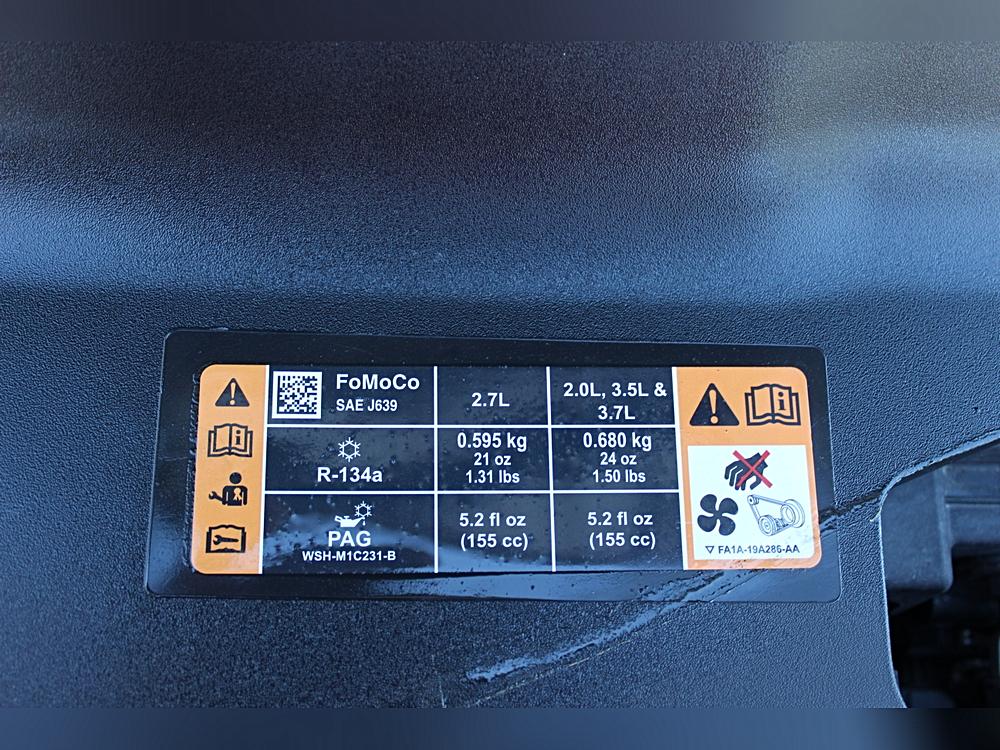 FoMoCo
SAE J639
2.7L
2.0L, 3.5L &
3.7L
R-134a
0.595 kg
21 oz
1.31 lbs
0.680 kg
24 oz
1.50 lbs
PAG
WSH-M1C231-B
5.2 fl oz
(155 cc)
5.2 fl oz
(155 cc)
FA1A-19A286-AA